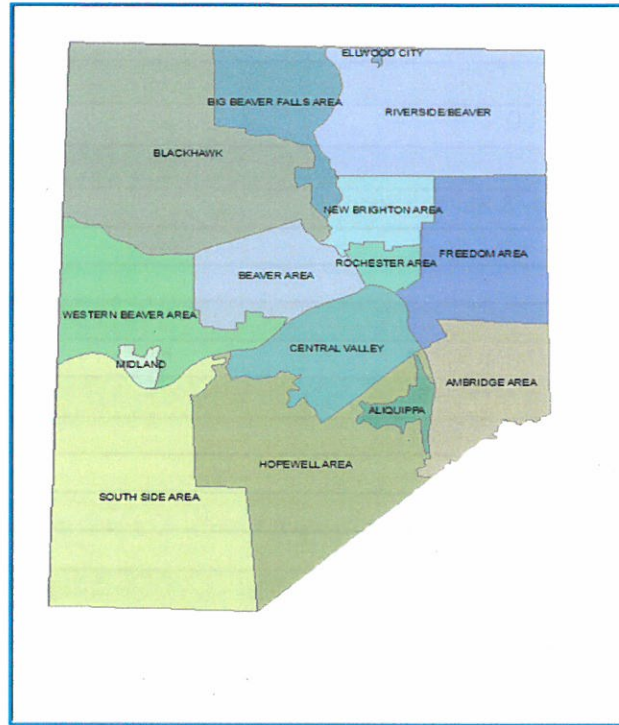 ELLWOOD CITY
BIG BEAVER FALLS AREA
RIVERSIDE/BEAVER
BLACKHAWK
NEW BRIGHTON AREA
FREEDOM AREA
ROCHESTER AREA
BEAVER AREA
WESTERN BEAVER AREA
CENTRAL VALLEY
MIDLAND
AMBRIDGE AREA
ALIQUIPPA
HOPEWELL AREA
SOUTH SIDE AREA